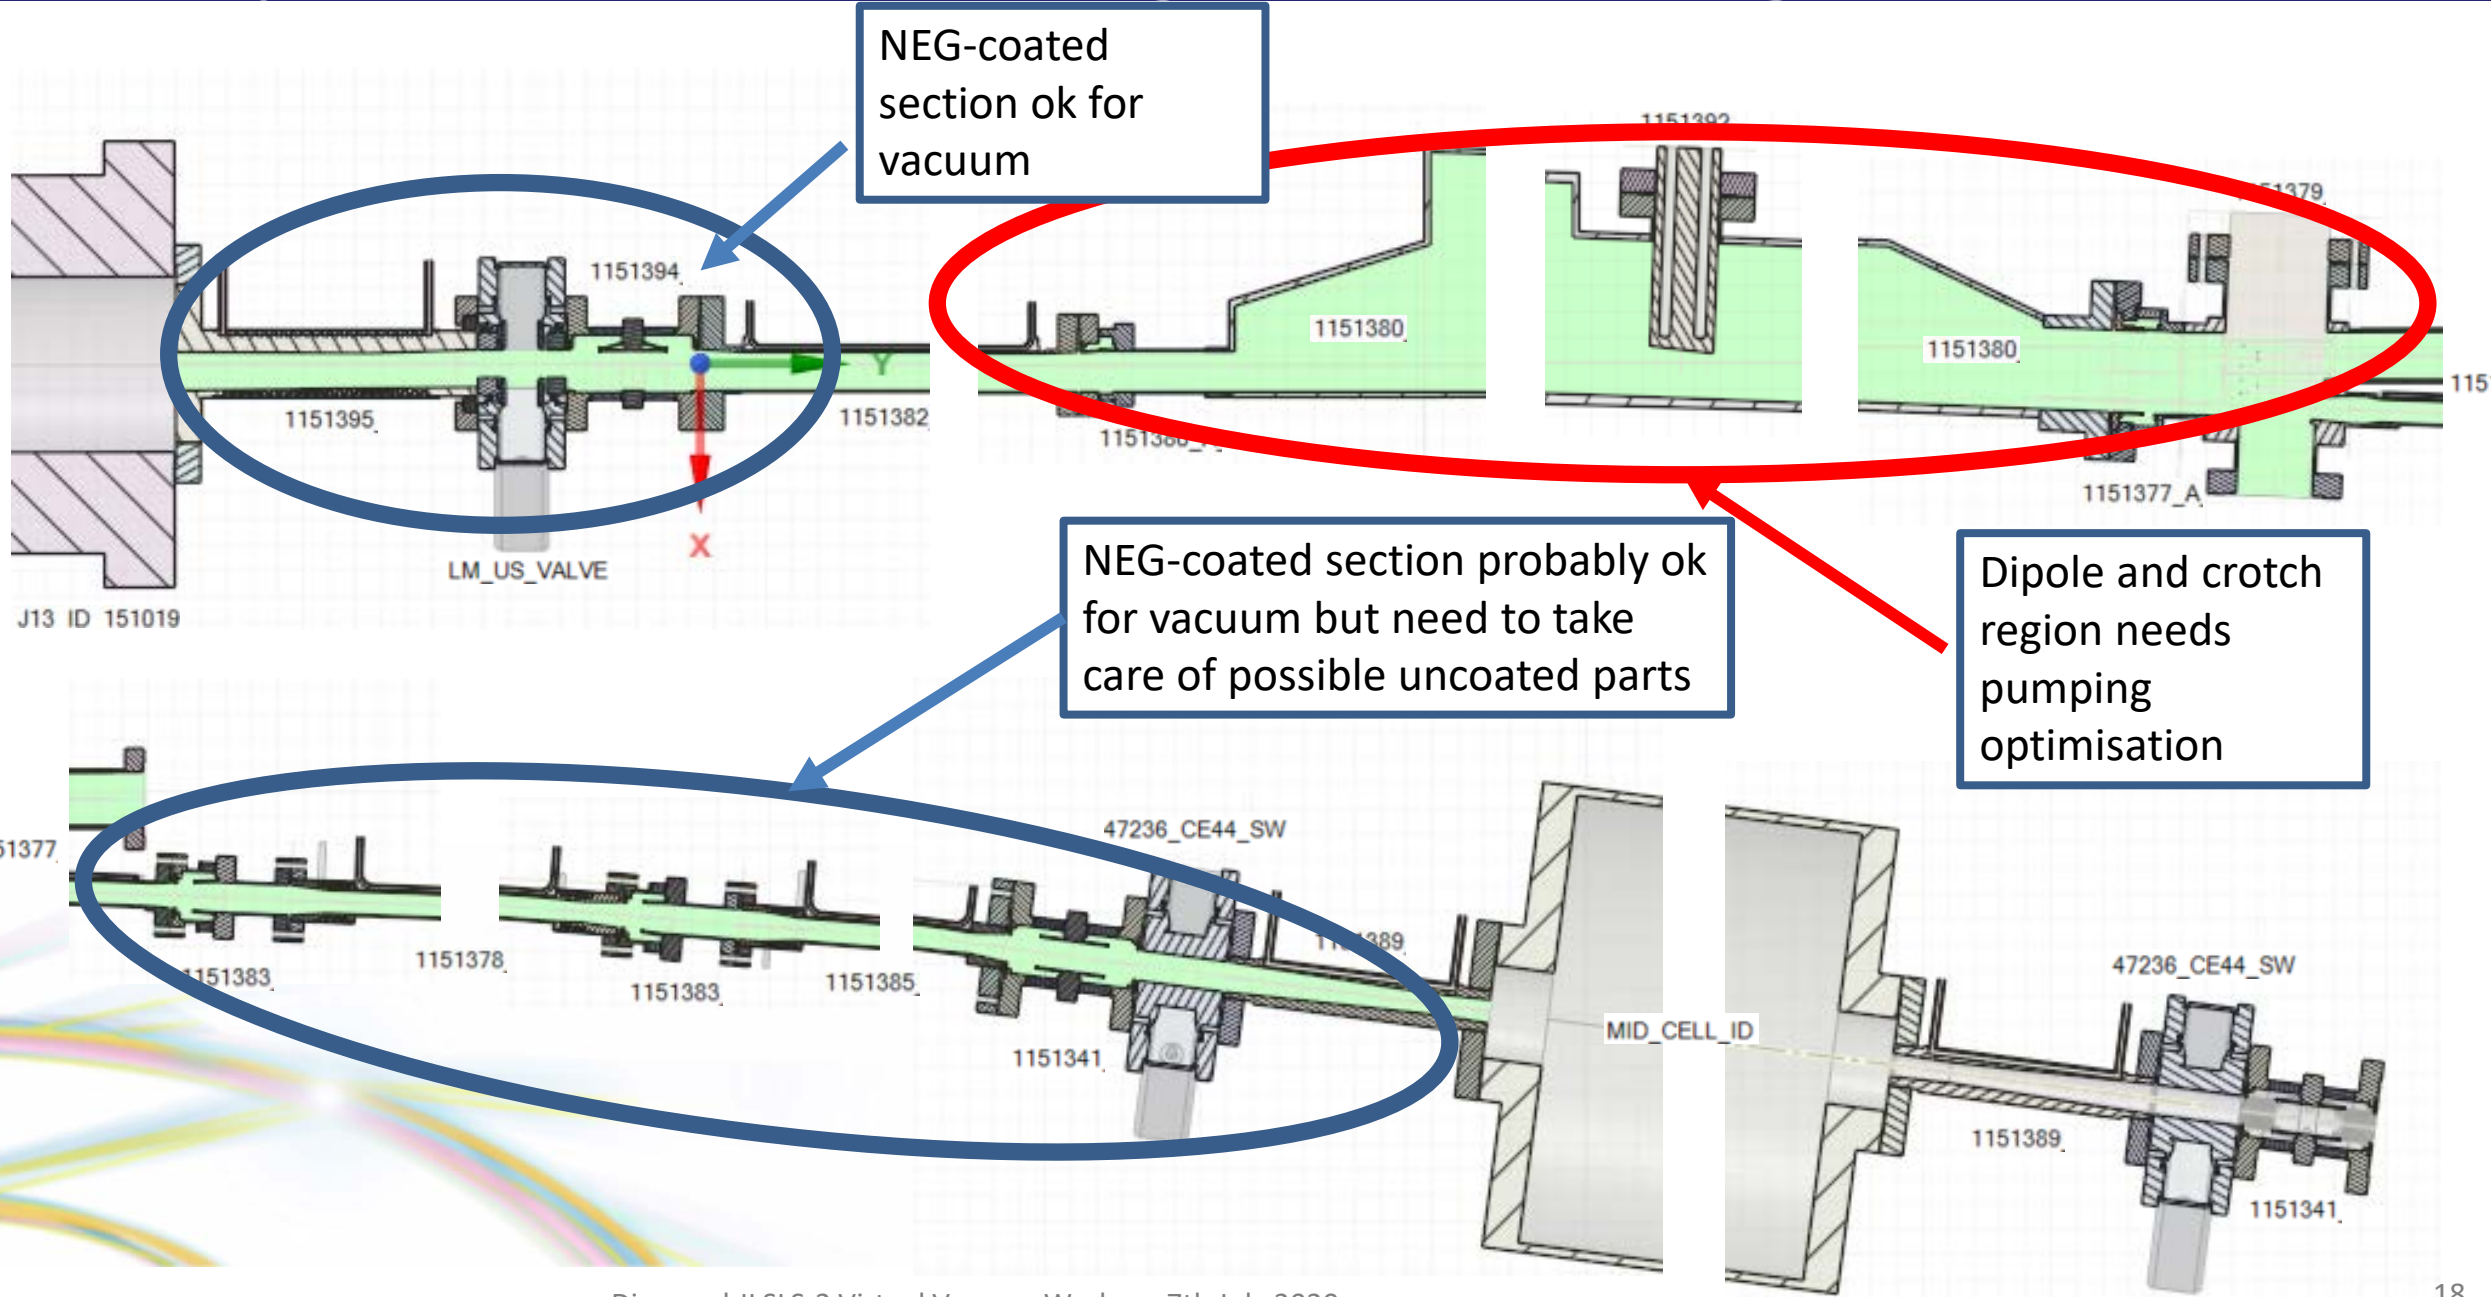 NEG-coated
section ok for
vacuum
1151394
1151395
LM_US_VALVE
J13 ID 151019
Y
X
1151382
1151380
1151380
1151377_A
NEG-coated section probably ok
for vacuum but need to take
care of possible uncoated parts
Dipole and crotch
region needs
pumping
optimisation
1151383
1151378
1151383
1151385
47236_CE44_SW
1151341
MID_CELL_ID
47236_CE44_SW
1151389
1151341